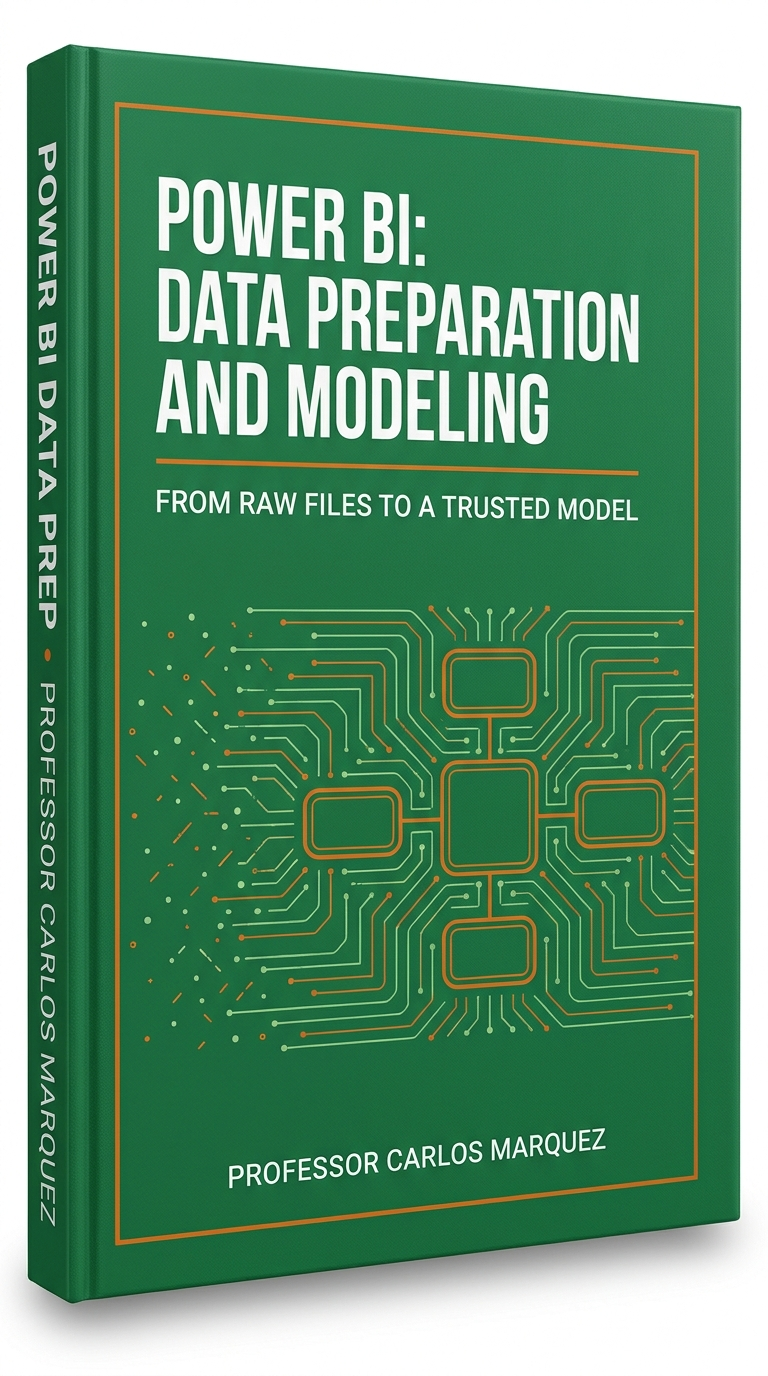 POWER BI:
DATA PREPARATION
AND MODELING
FROM RAW FILES TO A TRUSTED MODEL
PROFESSOR CARLOS MARQUEZ
POWER BI DATA PREP • PROFESSOR CARLOS MARQUEZ